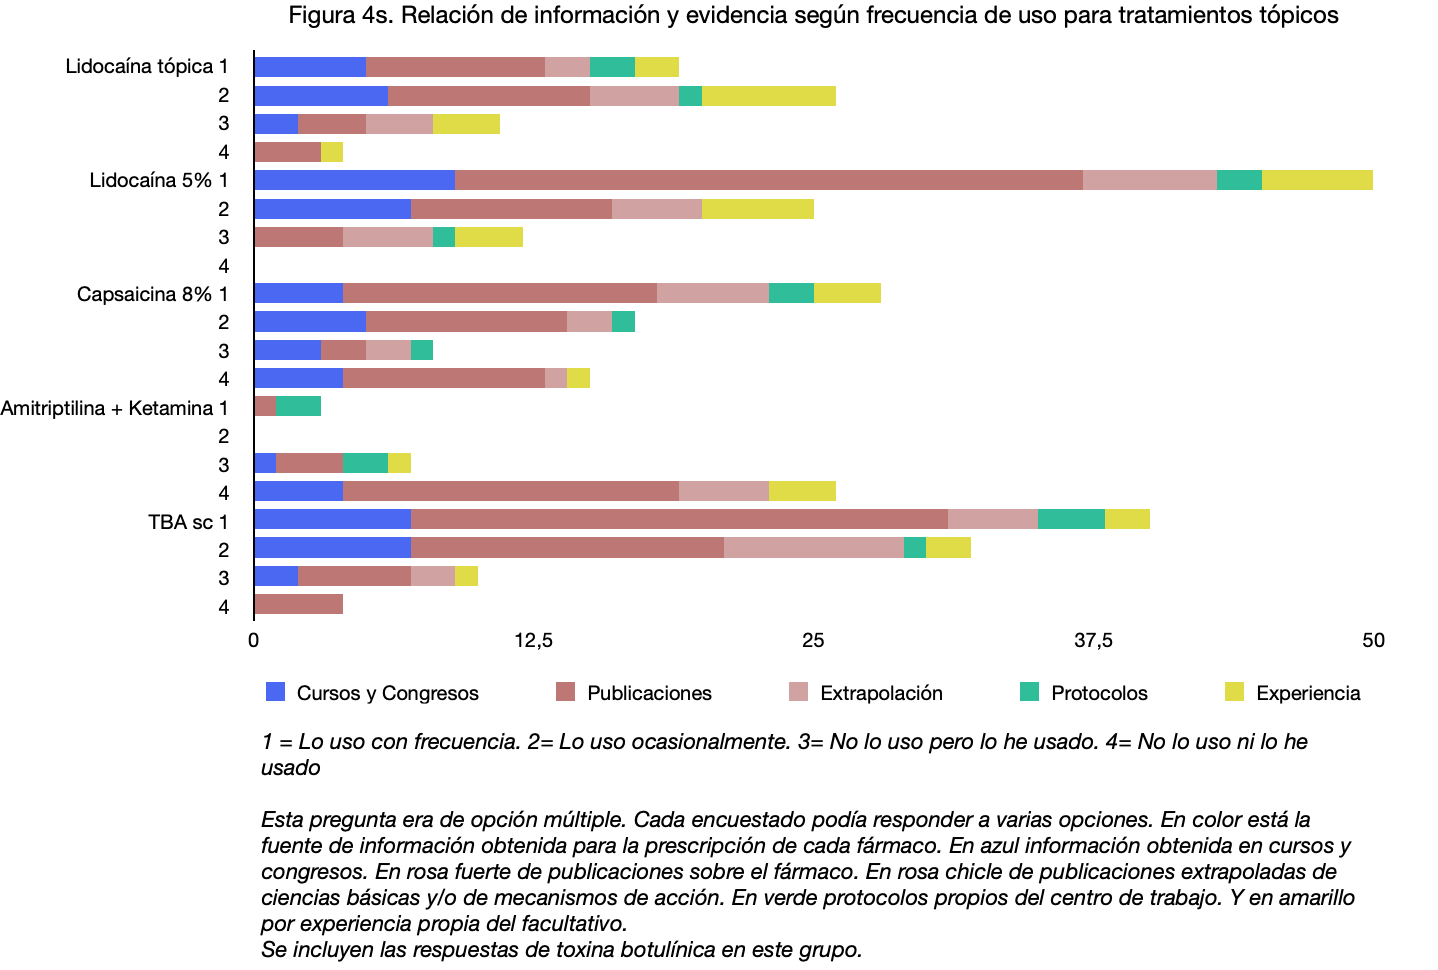 Figura 4s. Relación de información y evidencia según frecuencia de uso para tratamientos tópicos
Lidocaína tópica 1
2
3
4
Lidocaína 5% 1
2
3
4
Capsaicina 8% 1
2
3
4
Amitriptilina + Ketamina 1
2
3
4
TBA sc 1
2
3
4
0 12,5 25 37,5 50
Cursos y Congresos Publicaciones Extrapolación Protocolos Experiencia
1 = Lo uso con frecuencia. 2= Lo uso ocasionalmente. 3= No lo uso pero lo he usado. 4= No lo uso ni lo he
usado
Esta pregunta era de opción múltiple. Cada encuestado podía responder a varias opciones. En color está la
fuente de información obtenida para la prescripción de cada fármaco. En azul información obtenida en cursos y
congresos. En rosa fuerte de publicaciones sobre el fármaco. En rosa chicle de publicaciones extrapoladas de
ciencias básicas y/o de mecanismos de acción. En verde protocolos propios del centro de trabajo. Y en amarillo
por experiencia propia del facultativo.
Se incluyen las respuestas de toxina botulínica en este grupo.